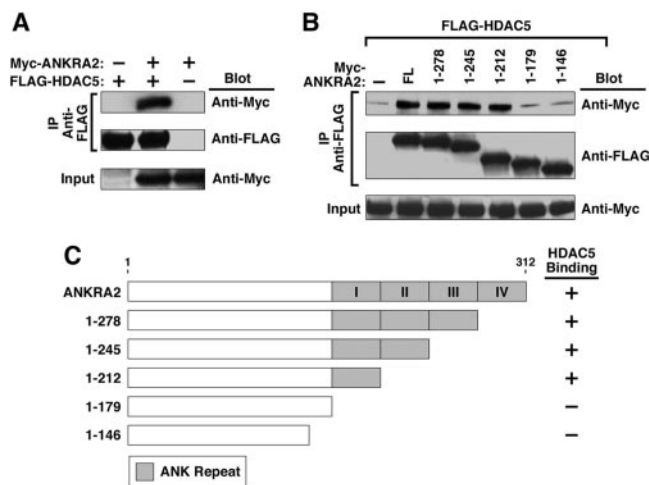 A
Myc-ANKRA2: – + +
FLAG-HDAC5: + + –
Blot
IP
Anti-
FLAG
Anti-Myc
Anti-FLAG
Input
Anti-Myc
B
FLAG-HDAC5
Myc-
ANKRA2:
– FL 1-278 1-245 1-212 1-179 1-146
Blot
IP
Anti-FLAG
Anti-Myc
Anti-FLAG
Input
Anti-Myc
C
1 312
HDAC5
Binding
ANKRA2 I II III IV +
1-278 +
1-245 +
1-212 +
1-179 –
1-146 –
ANK Repeat